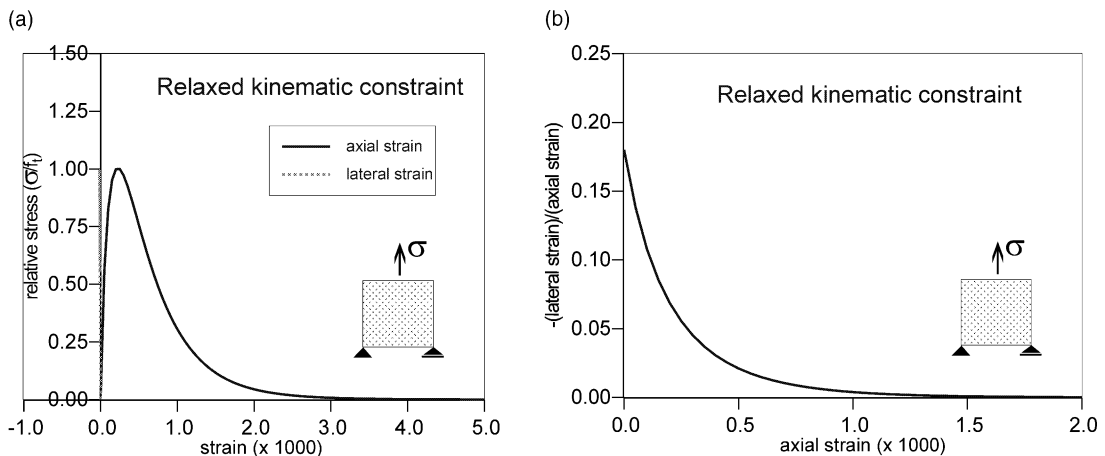 (a)
1.50
1.25
1.00
0.75
0.50
0.25
0.00
relative stress (σ/fₜ)
Relaxed kinematic constraint
axial strain
lateral strain
σ
-1.0 0.0 1.0 2.0 3.0 4.0 5.0
strain (x 1000)
(b)
0.25
0.20
0.15
0.10
0.05
0.00
-(lateral strain)/(axial strain)
Relaxed kinematic constraint
σ
0.0 0.5 1.0 1.5 2.0
axial strain (x 1000)